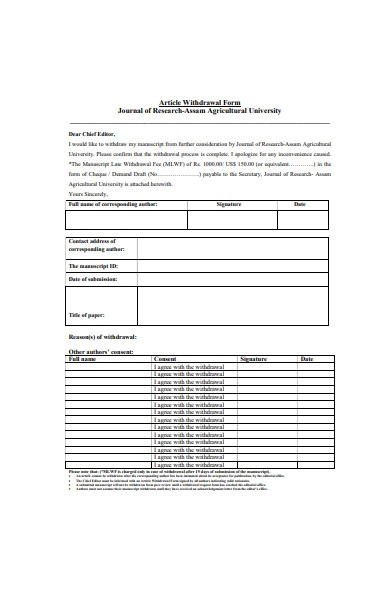 Article Withdrawal Form
Journal of Research-Assam Agricultural University
Dear Chief Editor,
I would like to withdraw my manuscript from further consideration by Journal of Research-Assam Agricultural
University. Please confirm that the withdrawal process is complete. I apologize for any inconvenience caused.
*The Manuscript Late Withdrawal Fee (MLWF) of Rs. 1000.00/ US$ 150.00 (or equivalent…………) in the
form of Cheque / Demand Draft (No………………….) payable to the Secretary, Journal of Research- Assam
Agricultural University is attached herewith.
Yours Sincerely,
Full name of corresponding author: Signature Date
Contact address of
corresponding author:
The manuscript ID:
Date of submission:
Title of paper:
Reason(s) of withdrawal:
Other authors' consent:
Full name Consent Signature Date
I agree with the withdrawal
I agree with the withdrawal
I agree with the withdrawal
I agree with the withdrawal
I agree with the withdrawal
I agree with the withdrawal
I agree with the withdrawal
I agree with the withdrawal
I agree with the withdrawal
I agree with the withdrawal
I agree with the withdrawal
I agree with the withdrawal
I agree with the withdrawal
I agree with the withdrawal
Please note that: (*MLWF is charged only in case of withdrawal after 15 days of submission of the manuscript).